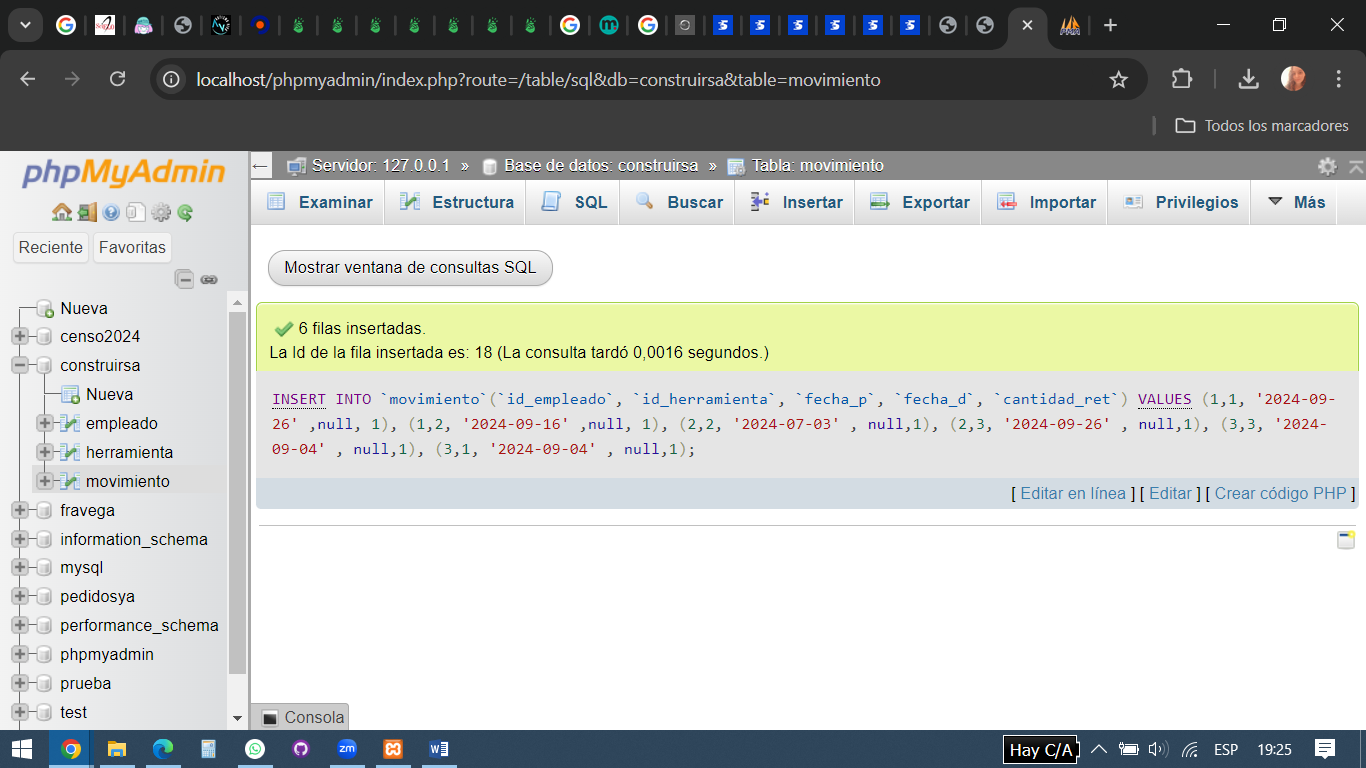 localhost/phpmyadmin/index.php?route=/table/sql&db=construirsa&table=movimiento
Todos los marcadores
phpMyAdmin
Reciente Favoritas
Nueva
censo2024
construirsa
Nueva
empleado
herramienta
movimiento
fravega
information_schema
mysql
pedidosya
performance_schema
phpmyadmin
prueba
test
Servidor: 127.0.0.1 » Base de datos: construirsa » Tabla: movimiento
Examinar Estructura SQL Buscar Insertar Exportar Importar Privilegios Más
Mostrar ventana de consultas SQL
6 filas insertadas.
La Id de la fila insertada es: 18 (La consulta tardó 0,0016 segundos.)
INSERT INTO `movimiento`(`id_empleado`, `id_herramienta`, `fecha_p`, `fecha_d`, `cantidad_ret`) VALUES (1,1, '2024-09-
26' ,null, 1), (1,2, '2024-09-16' ,null, 1), (2,2, '2024-07-03' , null,1), (2,3, '2024-09-26' , null,1), (3,3, '2024-
09-04' , null,1), (3,1, '2024-09-04' , null,1);
[ Editar en línea ] [ Editar ] [ Crear código PHP ]
Consola
Hay C/A ESP 19:25